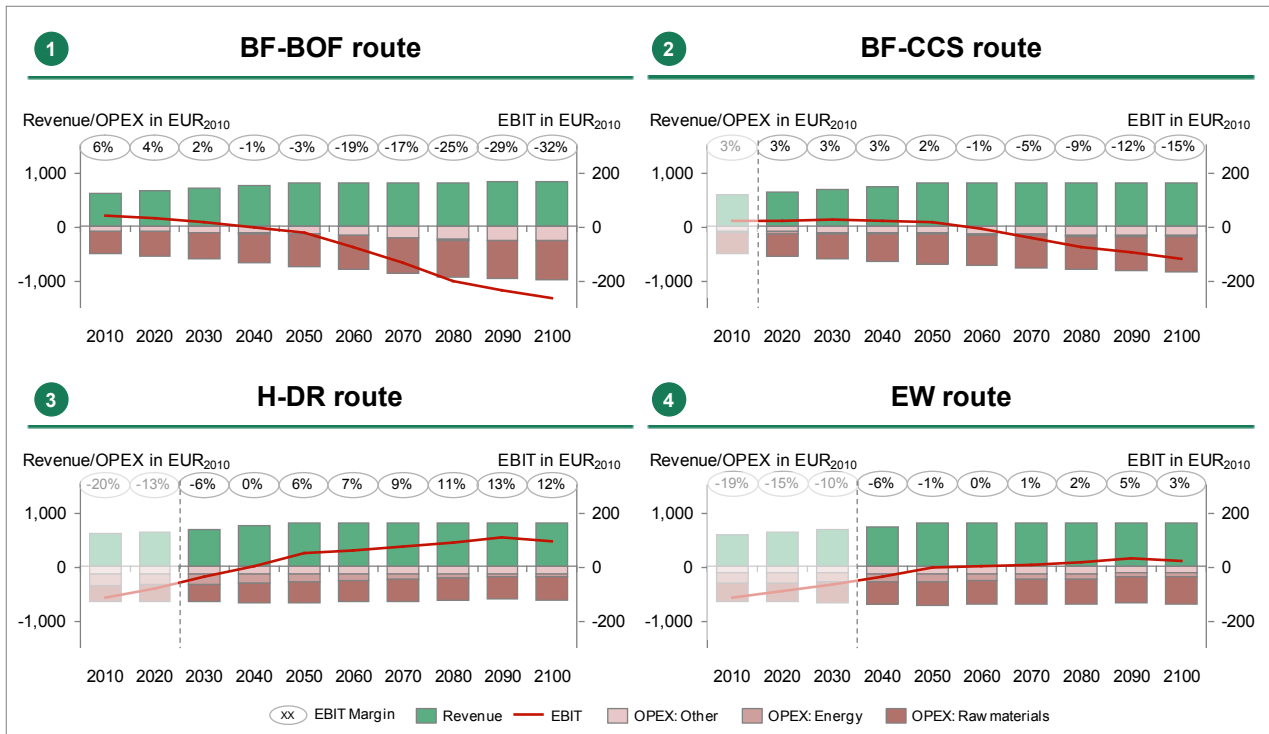 1 BF-BOF route
Revenue/OPEX in EUR2010 EBIT in EUR2010
6% 4% 2% -1% -3% -19% -17% -25% -29% -32%
1,000 200
0 0
-1,000 -200
2010 2020 2030 2040 2050 2060 2070 2080 2090 2100
2 BF-CCS route
Revenue/OPEX in EUR2010 EBIT in EUR2010
3% 3% 3% 3% 2% -1% -5% -9% -12% -15%
1,000 200
0 0
-1,000 -200
2010 2020 2030 2040 2050 2060 2070 2080 2090 2100
3 H-DR route
Revenue/OPEX in EUR2010 EBIT in EUR2010
-20% -13% -6% 0% 6% 7% 9% 11% 13% 12%
1,000 200
0 0
-1,000 -200
2010 2020 2030 2040 2050 2060 2070 2080 2090 2100
4 EW route
Revenue/OPEX in EUR2010 EBIT in EUR2010
-19% -15% -10% -6% -1% 0% 1% 2% 5% 3%
1,000 200
0 0
-1,000 -200
2010 2020 2030 2040 2050 2060 2070 2080 2090 2100
xx EBIT Margin Revenue EBIT OPEX: Other OPEX: Energy OPEX: Raw materials